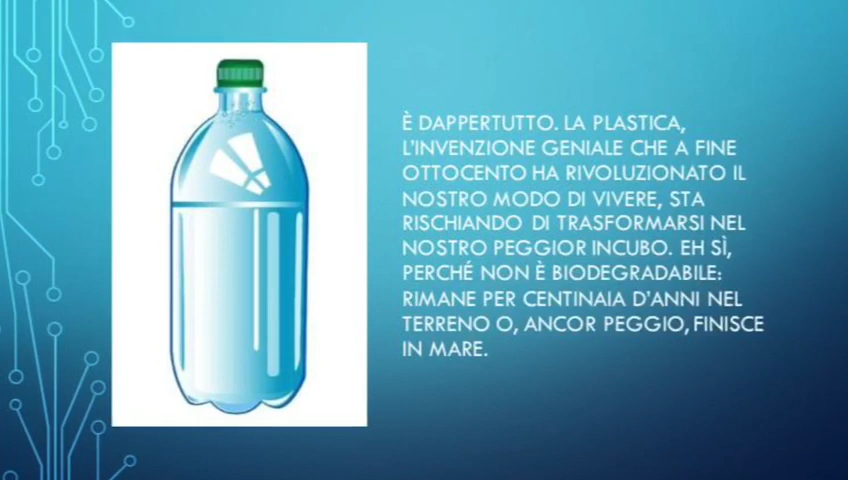 È DAPPERTUTTO. LA PLASTICA,
L'INVENZIONE GENIALE CHE A FINE
OTTOCENTO HA RIVOLUZIONATO IL
NOSTRO MODO DI VIVERE, STA
RISCHIANDO DI TRASFORMARSI NEL
NOSTRO PEGGIOR INCUBO. EH SÌ,
PERCHÉ NON È BIODEGRADABILE:
RIMANE PER CENTINAIA D'ANNI NEL
TERRENO O, ANCOR PEGGIO, FINISCE
IN MARE.